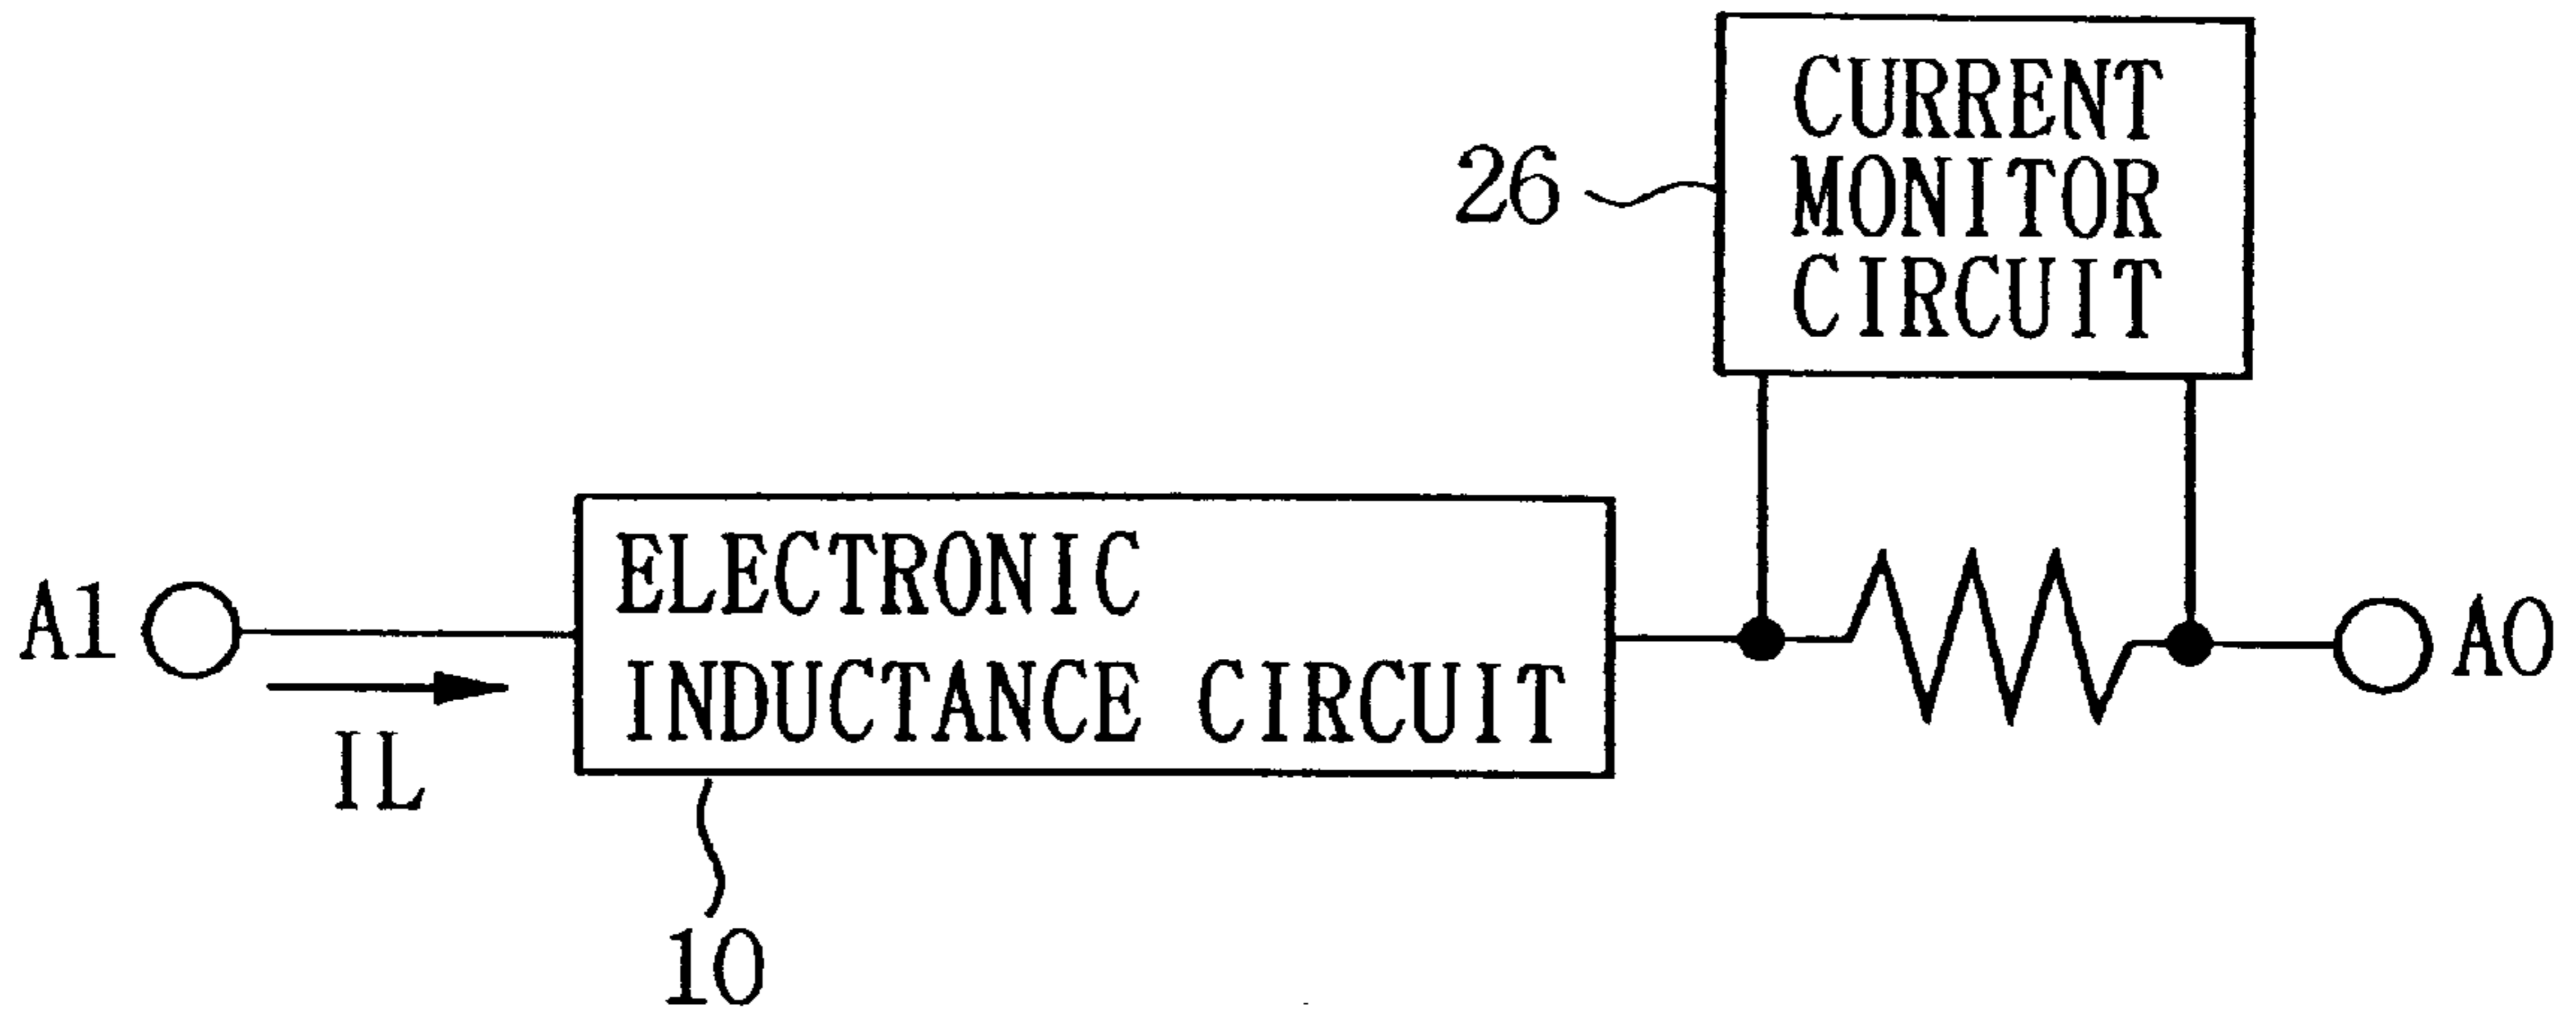 CURRENT
MONITOR
CIRCUIT
26
ELECTRONIC
INDUCTANCE CIRCUIT
A1
A0
IL
10